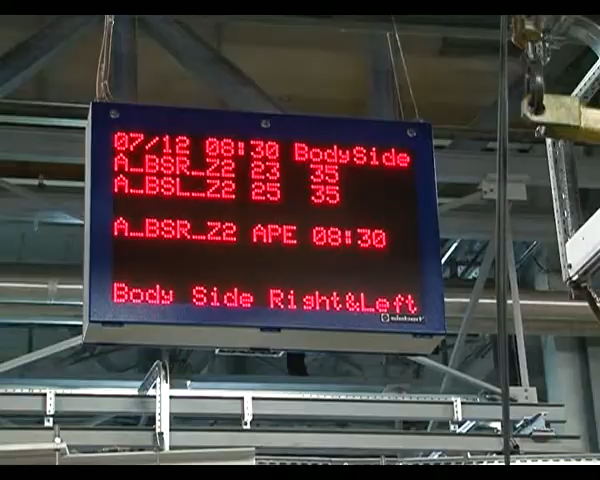 07/12 08:30 BodySide
A_BSR_Z2 23 35
A_BSL_Z2 25 35
A_BSR_Z2 APE 08:30
Body Side Right&Left
siebert